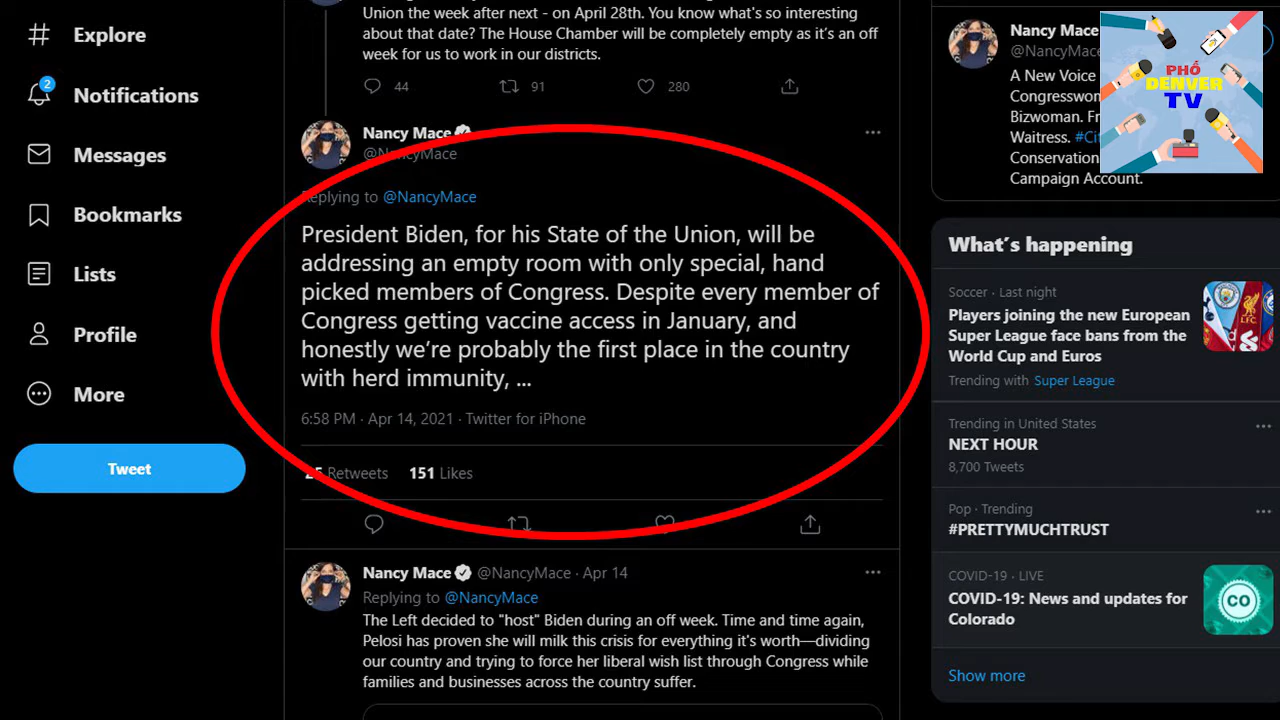 Explore
2
Notifications
Messages
Bookmarks
Lists
Profile
More
Tweet
Union the week after next - on April 28th. You know what's so interesting
about that date? The House Chamber will be completely empty as it's an off
week for us to work in our districts.
44 91 280
Nancy Mace
@NancyMace
Replying to @NancyMace
President Biden, for his State of the Union, will be
addressing an empty room with only special, hand
picked members of Congress. Despite every member of
Congress getting vaccine access in January, and
honestly we're probably the first place in the country
with herd immunity, ...
6:58 PM · Apr 14, 2021 · Twitter for iPhone
25 Retweets 151 Likes
Nancy Mace @NancyMace · Apr 14
Replying to @NancyMace
The Left decided to "host" Biden during an off week. Time and time again,
Pelosi has proven she will milk this crisis for everything it's worth—dividing
our country and trying to force her liberal wish list through Congress while
families and businesses across the country suffer.
Nancy Mace
@NancyMace
A New Voice
Congresswom
Bizwoman. Fr
Waitress. #Ci
Conservation
Campaign Account.
PHỐ
DENVER
TV
What's happening
Soccer · Last night
Players joining the new European
Super League face bans from the
World Cup and Euros
Trending with Super League
Trending in United States
NEXT HOUR
8,700 Tweets
Pop · Trending
#PRETTYMUCHTRUST
COVID-19 · LIVE
COVID-19: News and updates for
Colorado
CO
Show more